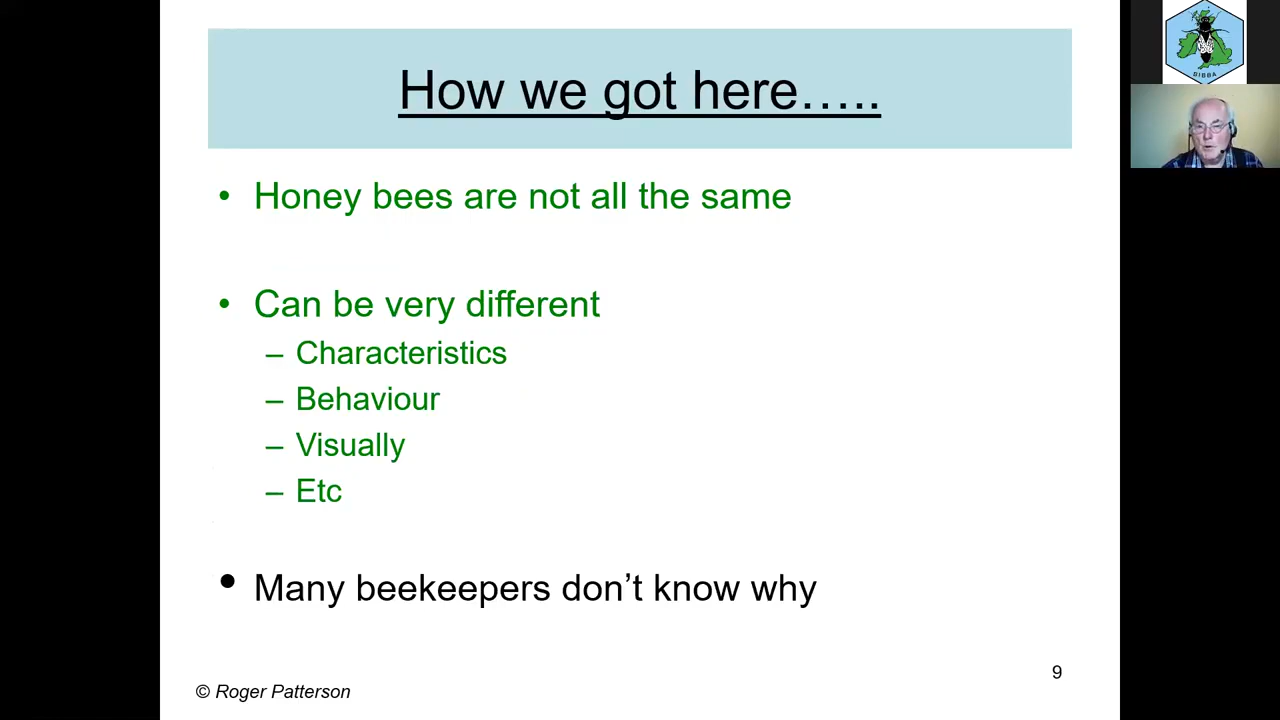 How we got here…..
• Honey bees are not all the same
• Can be very different
– Characteristics
– Behaviour
– Visually
– Etc
• Many beekeepers don’t know why
9
© Roger Patterson
BIBBA